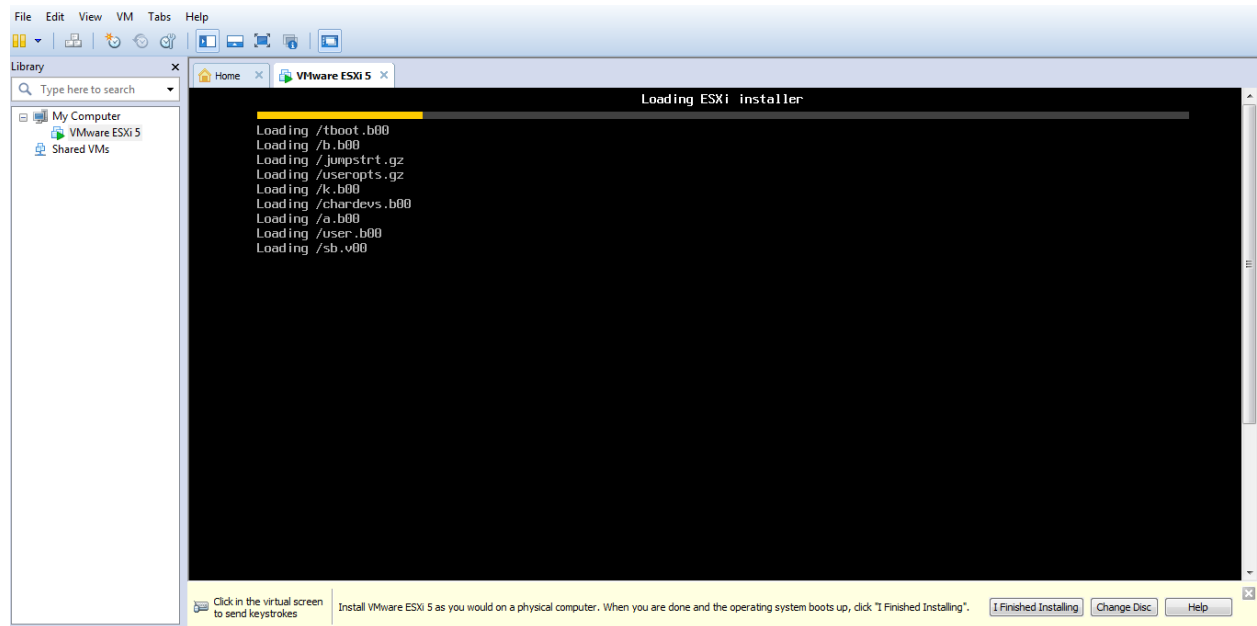 File Edit View VM Tabs Help
Library
Home
VMware ESXi 5
Type here to search
My Computer
VMware ESXi 5
Shared VMs
Loading ESXi installer
Loading /tboot.b00
Loading /b.b00
Loading /jumpstrt.gz
Loading /useropts.gz
Loading /k.b00
Loading /chardevs.b00
Loading /a.b00
Loading /user.b00
Loading /sb.v00
Click in the virtual screen
to send keystrokes
Install VMware ESXi 5 as you would on a physical computer. When you are done and the operating system boots up, click "I Finished Installing".
I Finished Installing
Change Disc
Help